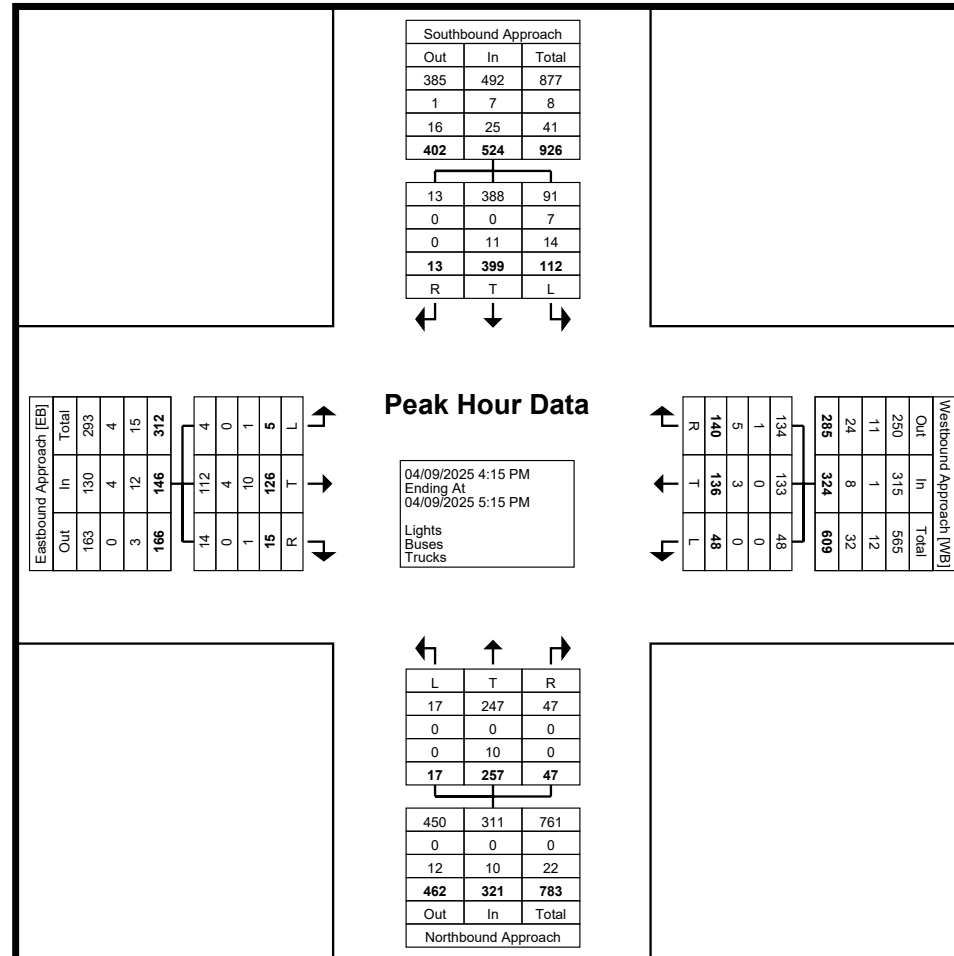 Southbound Approach
Out In Total
385 492 877
1 7 8
16 25 41
402 524 926
13 388 91
0 0 7
0 11 14
13 399 112
R T L
Eastbound Approach [EB]
Total In Out
293 130 163
4 4 0
15 12 3
312 146 166
4 112 14
0 4 0
1 10 1
5 126 15
L T R
Peak Hour Data
04/09/2025 4:15 PM
Ending At
04/09/2025 5:15 PM
Lights
Buses
Trucks
Westbound Approach [WB]
Out In Total
250 315 565
11 1 12
24 8 32
285 324 609
134 133 48
1 0 0
5 3 0
140 136 48
R T L
L T R
17 247 47
0 0 0
0 10 0
17 257 47
450 311 761
0 0 0
12 10 22
462 321 783
Out In Total
Northbound Approach